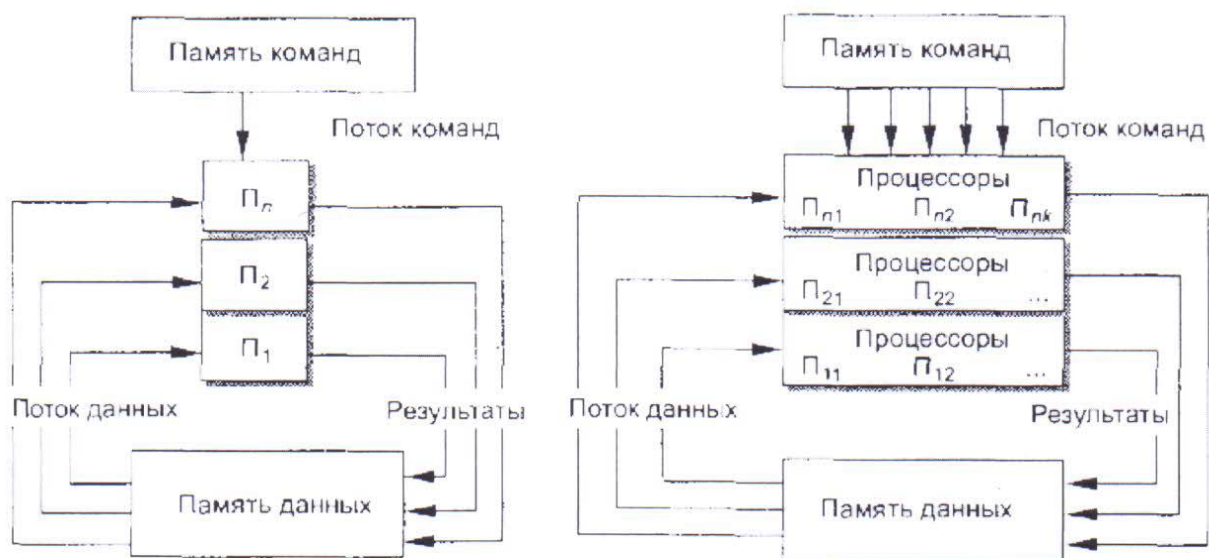 Память команд
Поток команд
Пn
П2
П1
Поток данных
Результаты
Память данных
Память команд
Поток команд
Процессоры
Пn1 Пn2 Пnk
Процессоры
П21 П22 ...
Процессоры
П11 П12 ...
Поток данных
Результаты
Память данных